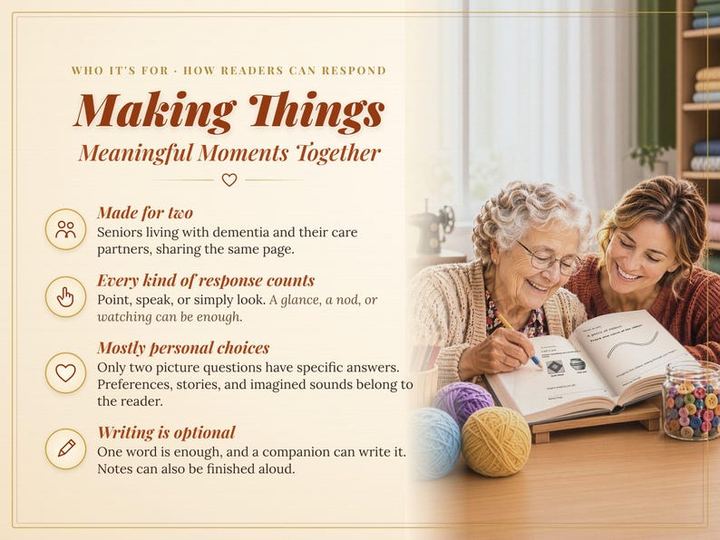 WHO IT'S FOR · HOW READERS CAN RESPOND
Making Things
Meaningful Moments Together
Made for two
Seniors living with dementia and their care
partners, sharing the same page.
Every kind of response counts
Point, speak, or simply look. A glance, a nod, or
watching can be enough.
Mostly personal choices
Only two picture questions have specific answers.
Preferences, stories, and imagined sounds belong to
the reader.
Writing is optional
One word is enough, and a companion can write it.
Notes can also be finished aloud.